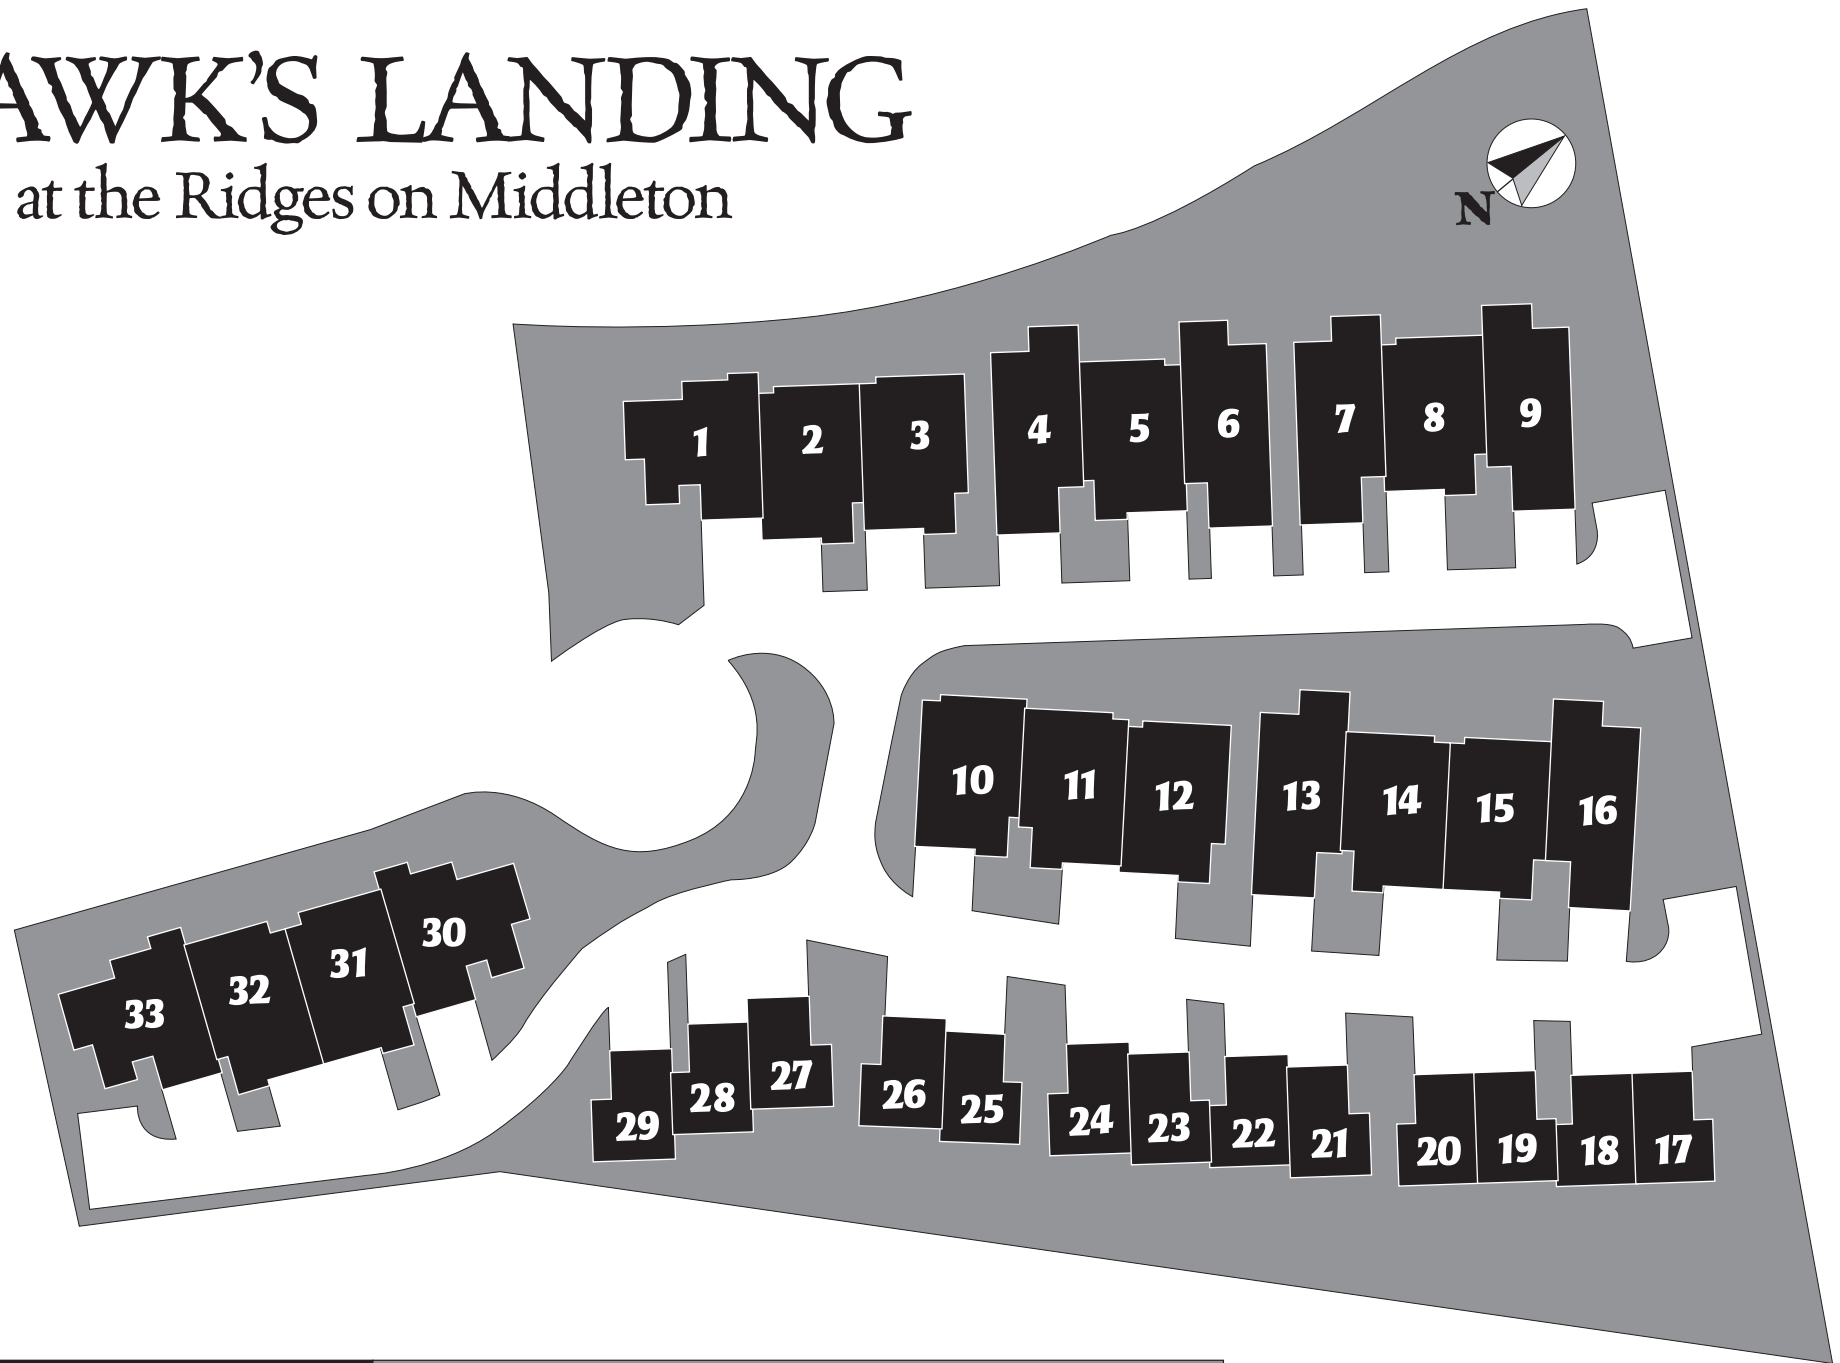 AWK'S LANDING
at the Ridges on Middleton
N
1 2 3 4 5 6 7 8 9
10 11 12 13 14 15 16
33 32 31 30
29 28 27 26 25 24 23 22 21 20 19 18 17